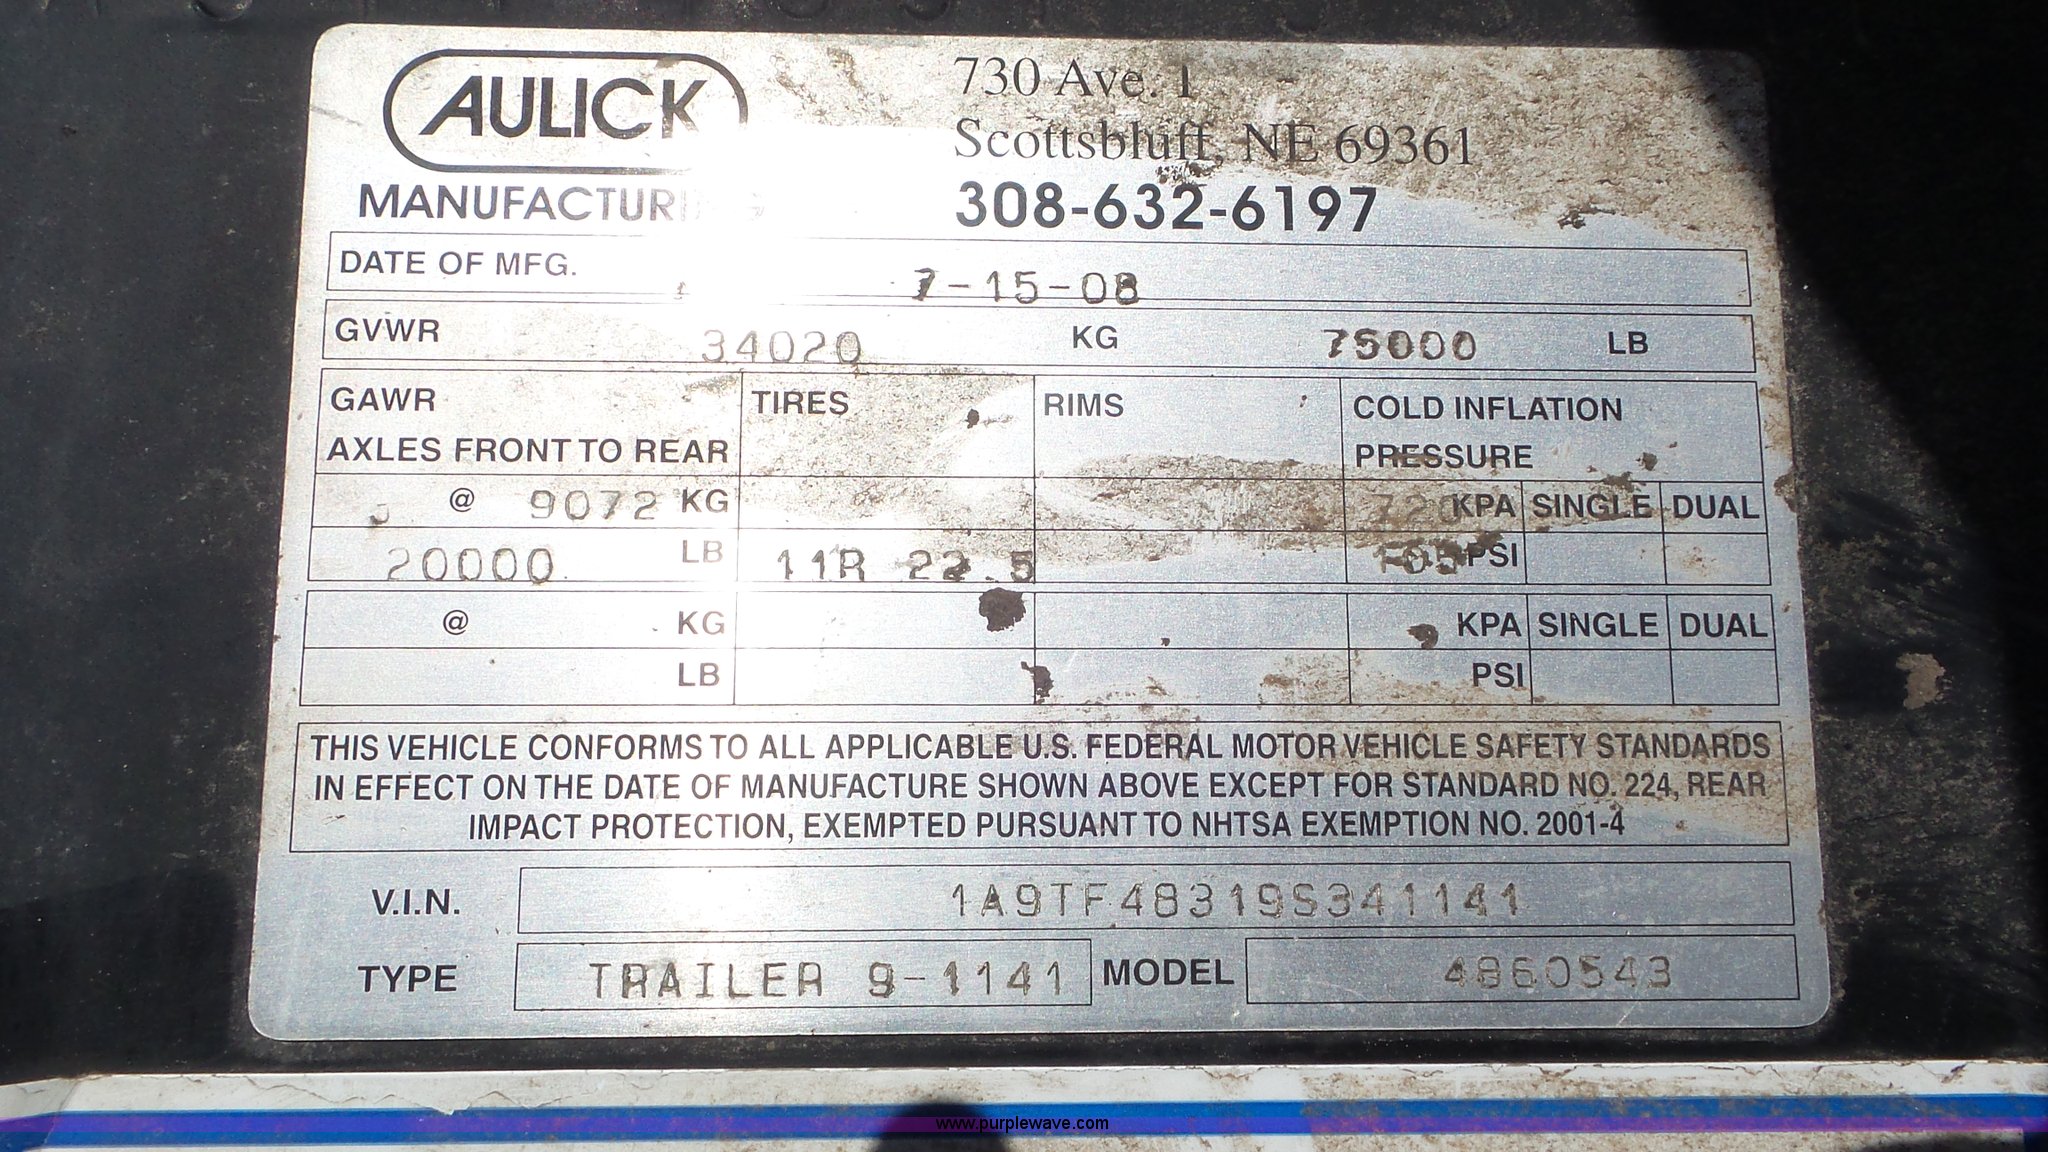 AULICK
MANUFACTURING
730 Ave. I
Scottsbluff, NE 69361
308-632-6197
DATE OF MFG. 7-15-08
GVWR 34020 KG 75000 LB
GAWR TIRES RIMS COLD INFLATION
AXLES FRONT TO REAR PRESSURE
@ 9072 KG 720 KPA SINGLE DUAL
20000 LB 11R 22.5 105 PSI
@ KG KPA SINGLE DUAL
LB PSI
THIS VEHICLE CONFORMS TO ALL APPLICABLE U.S. FEDERAL MOTOR VEHICLE SAFETY STANDARDS
IN EFFECT ON THE DATE OF MANUFACTURE SHOWN ABOVE EXCEPT FOR STANDARD NO. 224, REAR
IMPACT PROTECTION, EXEMPTED PURSUANT TO NHTSA EXEMPTION NO. 2001-4
V.I.N. 1A9TF48319S341141
TYPE TRAILER 9-1141 MODEL 4860543
www.purplewave.com